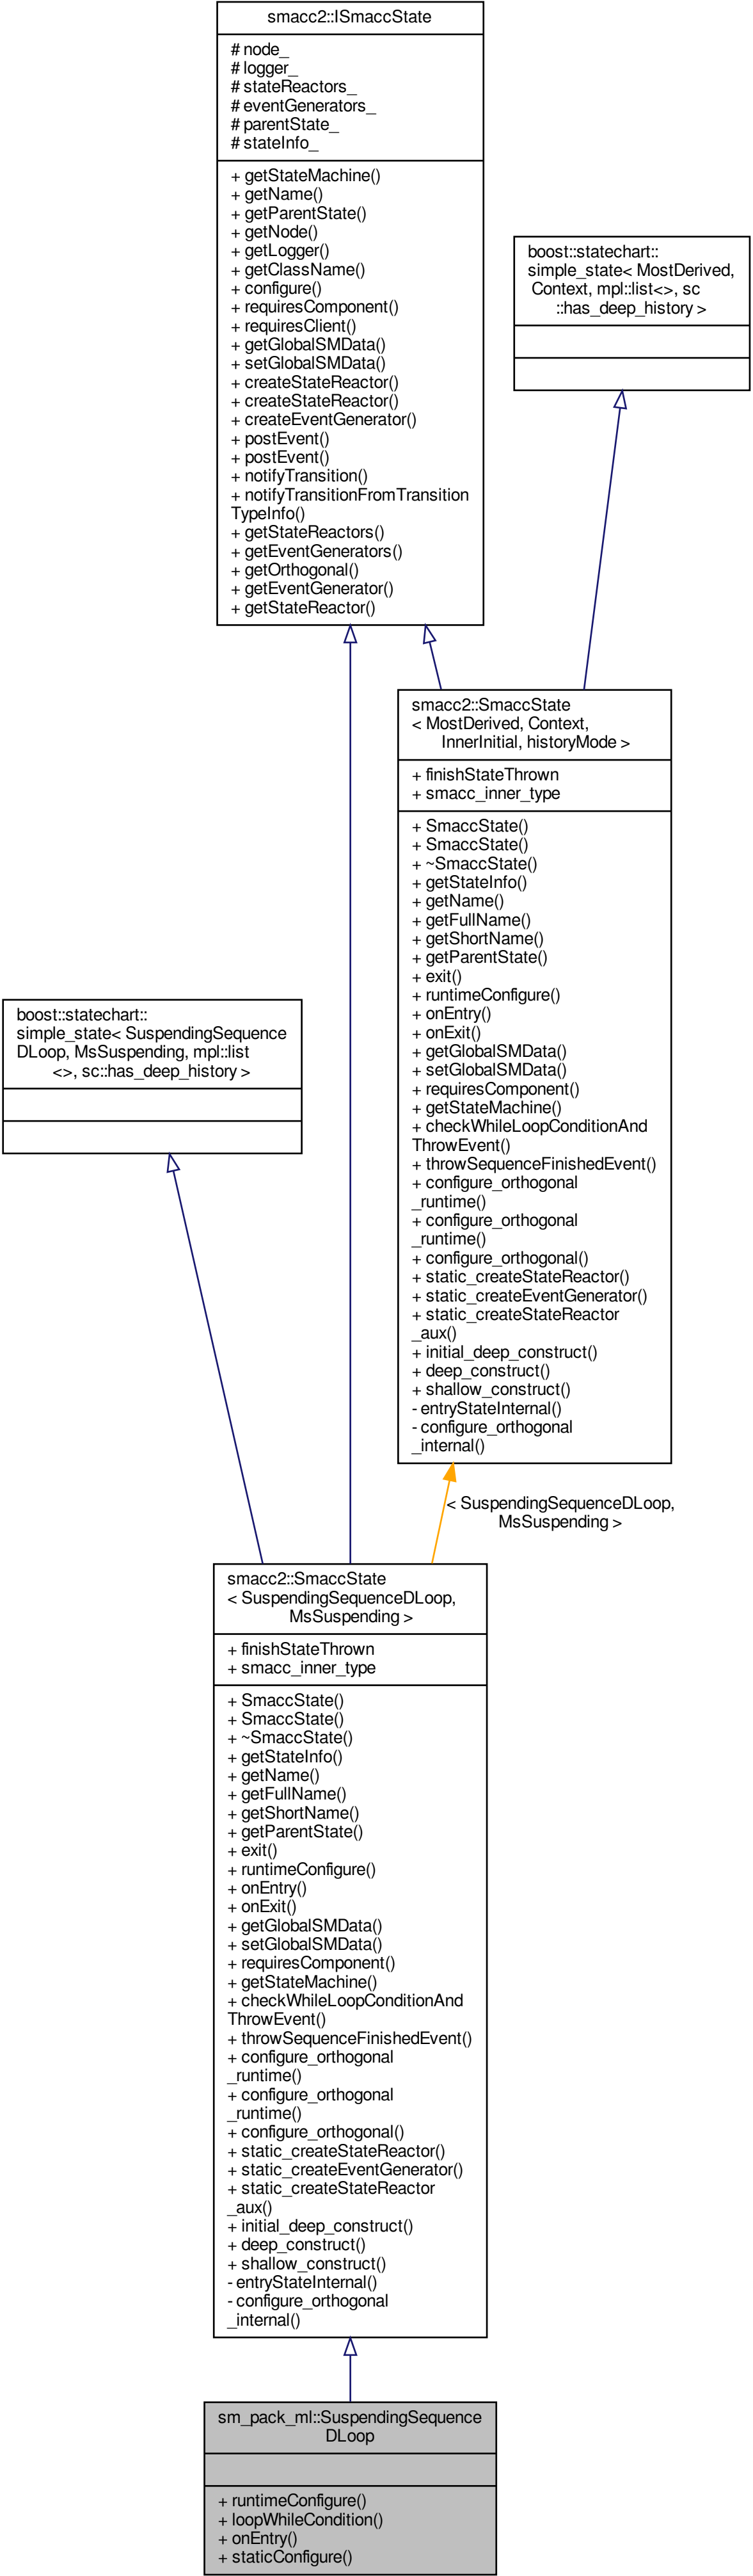 smacc2::ISmaccState
# node_
# logger_
# stateReactors_
# eventGenerators_
# parentState_
# stateInfo_
+ getStateMachine()
+ getName()
+ getParentState()
+ getNode()
+ getLogger()
+ getClassName()
+ configure()
+ requiresComponent()
+ requiresClient()
+ getGlobalSMData()
+ setGlobalSMData()
+ createStateReactor()
+ createStateReactor()
+ createEventGenerator()
+ postEvent()
+ postEvent()
+ notifyTransition()
+ notifyTransitionFromTransition
TypeInfo()
+ getStateReactors()
+ getEventGenerators()
+ getOrthogonal()
+ getEventGenerator()
+ getStateReactor()
boost::statechart::
simple_state< MostDerived,
Context, mpl::list<>, sc
::has_deep_history >
smacc2::SmaccState
< MostDerived, Context,
InnerInitial, historyMode >
+ finishStateThrown
+ smacc_inner_type
+ SmaccState()
+ SmaccState()
+ ~SmaccState()
+ getStateInfo()
+ getName()
+ getFullName()
+ getShortName()
+ getParentState()
+ exit()
+ runtimeConfigure()
+ onEntry()
+ onExit()
+ getGlobalSMData()
+ setGlobalSMData()
+ requiresComponent()
+ getStateMachine()
+ checkWhileLoopConditionAnd
ThrowEvent()
+ throwSequenceFinishedEvent()
+ configure_orthogonal
_runtime()
+ configure_orthogonal
_runtime()
+ configure_orthogonal()
+ static_createStateReactor()
+ static_createEventGenerator()
+ static_createStateReactor
_aux()
+ initial_deep_construct()
+ deep_construct()
+ shallow_construct()
- entryStateInternal()
- configure_orthogonal
_internal()
boost::statechart::
simple_state< SuspendingSequence
DLoop, MsSuspending, mpl::list
<>, sc::has_deep_history >
< SuspendingSequenceDLoop,
MsSuspending >
smacc2::SmaccState
< SuspendingSequenceDLoop,
MsSuspending >
+ finishStateThrown
+ smacc_inner_type
+ SmaccState()
+ SmaccState()
+ ~SmaccState()
+ getStateInfo()
+ getName()
+ getFullName()
+ getShortName()
+ getParentState()
+ exit()
+ runtimeConfigure()
+ onEntry()
+ onExit()
+ getGlobalSMData()
+ setGlobalSMData()
+ requiresComponent()
+ getStateMachine()
+ checkWhileLoopConditionAnd
ThrowEvent()
+ throwSequenceFinishedEvent()
+ configure_orthogonal
_runtime()
+ configure_orthogonal
_runtime()
+ configure_orthogonal()
+ static_createStateReactor()
+ static_createEventGenerator()
+ static_createStateReactor
_aux()
+ initial_deep_construct()
+ deep_construct()
+ shallow_construct()
- entryStateInternal()
- configure_orthogonal
_internal()
sm_pack_ml::SuspendingSequence
DLoop
+ runtimeConfigure()
+ loopWhileCondition()
+ onEntry()
+ staticConfigure()